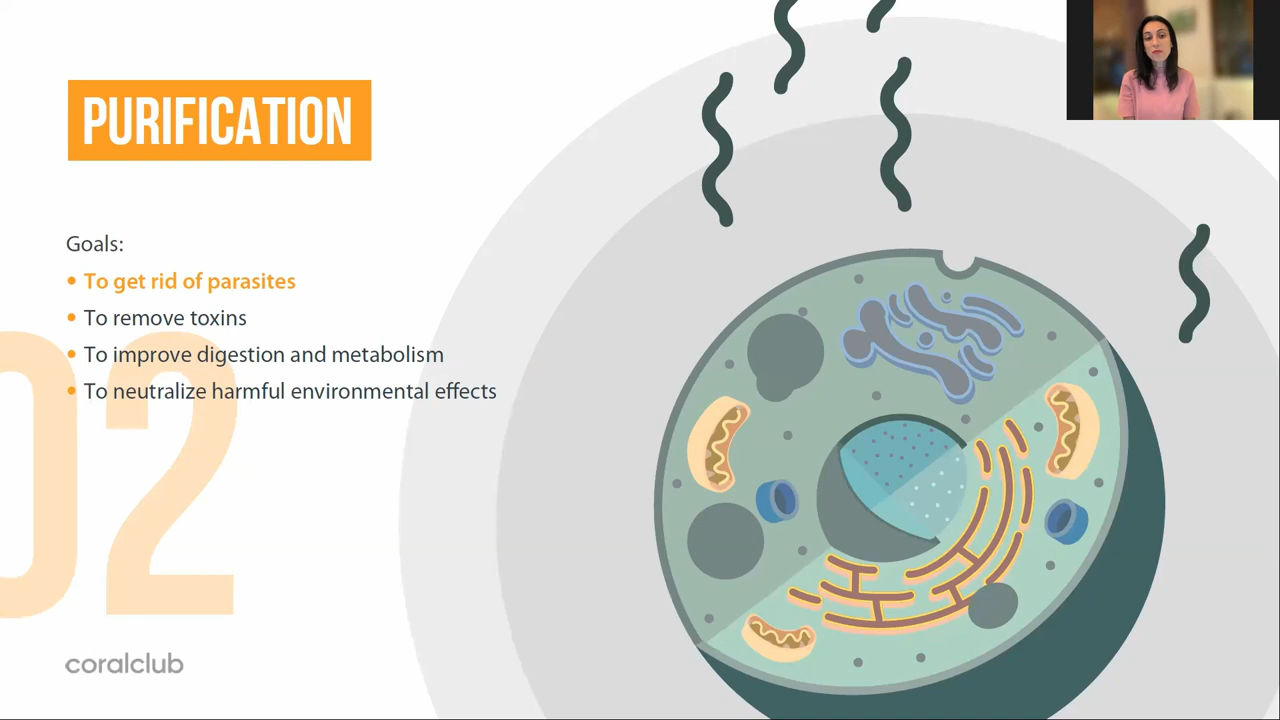 PURIFICATION
Goals:
• To get rid of parasites
• To remove toxins
• To improve digestion and metabolism
• To neutralize harmful environmental effects
02
coralclub